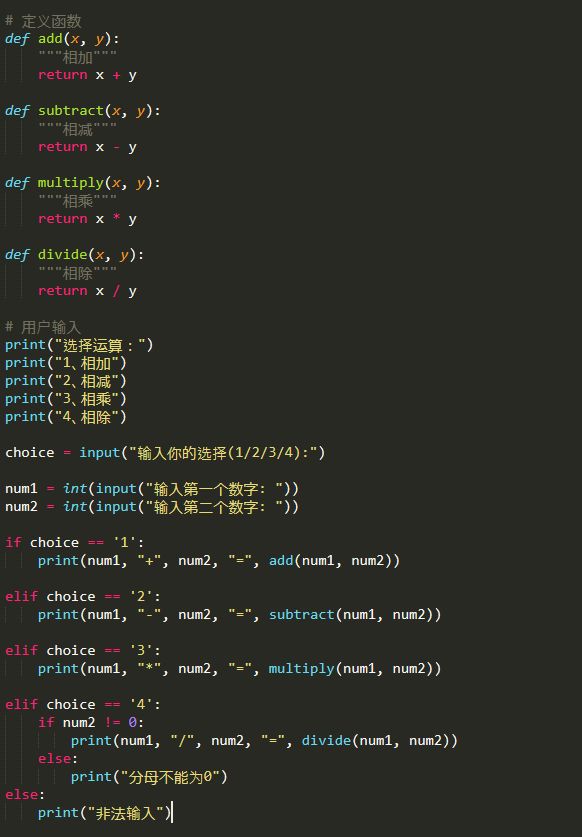 # 定义函数
def add(x, y):
"""相加"""
return x + y
def subtract(x, y):
"""相减"""
return x - y
def multiply(x, y):
"""相乘"""
return x * y
def divide(x, y):
"""相除"""
return x / y
# 用户输入
print("选择运算：")
print("1、相加")
print("2、相减")
print("3、相乘")
print("4、相除")
choice = input("输入你的选择(1/2/3/4):")
num1 = int(input("输入第一个数字: "))
num2 = int(input("输入第二个数字: "))
if choice == '1':
print(num1, "+", num2, "=", add(num1, num2))
elif choice == '2':
print(num1, "-", num2, "=", subtract(num1, num2))
elif choice == '3':
print(num1, "*", num2, "=", multiply(num1, num2))
elif choice == '4':
if num2 != 0:
print(num1, "/", num2, "=", divide(num1, num2))
else:
print("分母不能为0")
else:
print("非法输入")